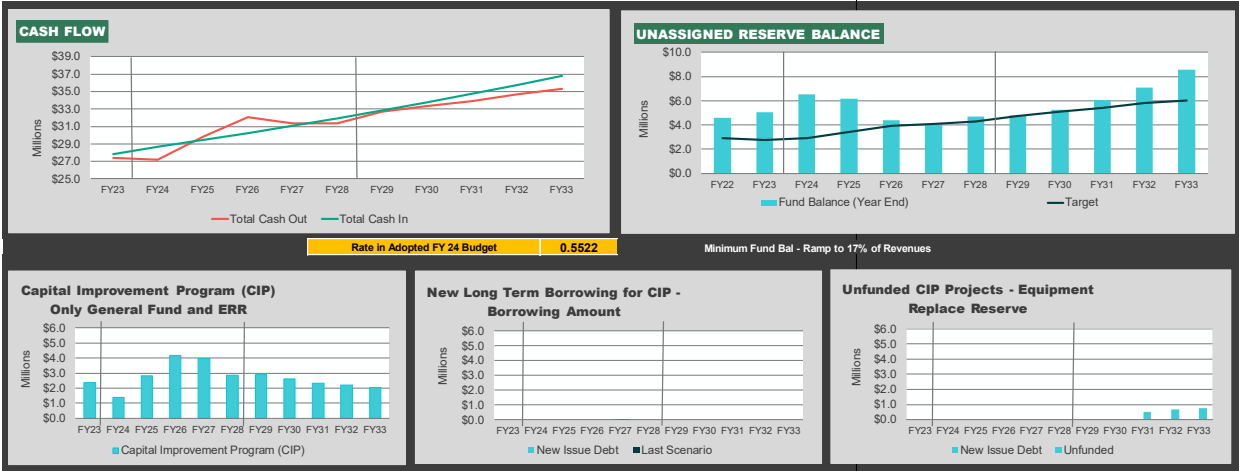 CASH FLOW
$39.0
$37.0
$35.0
$33.0
$31.0
$29.0
$27.0
$25.0
Millions
FY23 FY24 FY25 FY26 FY27 FY28 FY29 FY30 FY31 FY32 FY33
Total Cash Out Total Cash In
UNASSIGNED RESERVE BALANCE
$10.0
$8.0
$6.0
$4.0
$2.0
$0.0
Millions
FY22 FY23 FY24 FY25 FY26 FY27 FY28 FY29 FY30 FY31 FY32 FY33
Fund Balance (Year End) Target
Rate in Adopted FY 24 Budget 0.5522
Minimum Fund Bal - Ramp to 17% of Revenues
Capital Improvement Program (CIP)
Only General Fund and ERR
$6.0
$5.0
$4.0
$3.0
$2.0
$1.0
$0.0
Millions
FY23 FY24 FY25 FY26 FY27 FY28 FY29 FY30 FY31 FY32 FY33
Capital Improvement Program (CIP)
New Long Term Borrowing for CIP -
Borrowing Amount
$6.0
$5.0
$4.0
$3.0
$2.0
$1.0
$0.0
Millions
FY23 FY24 FY25 FY26 FY27 FY28 FY29 FY30 FY31 FY32 FY33
New Issue Debt Last Scenario
Unfunded CIP Projects - Equipment
Replace Reserve
$6.0
$5.0
$4.0
$3.0
$2.0
$1.0
$0.0
Millions
FY23 FY24 FY25 FY26 FY27 FY28 FY29 FY30 FY31 FY32 FY33
New Issue Debt Unfunded